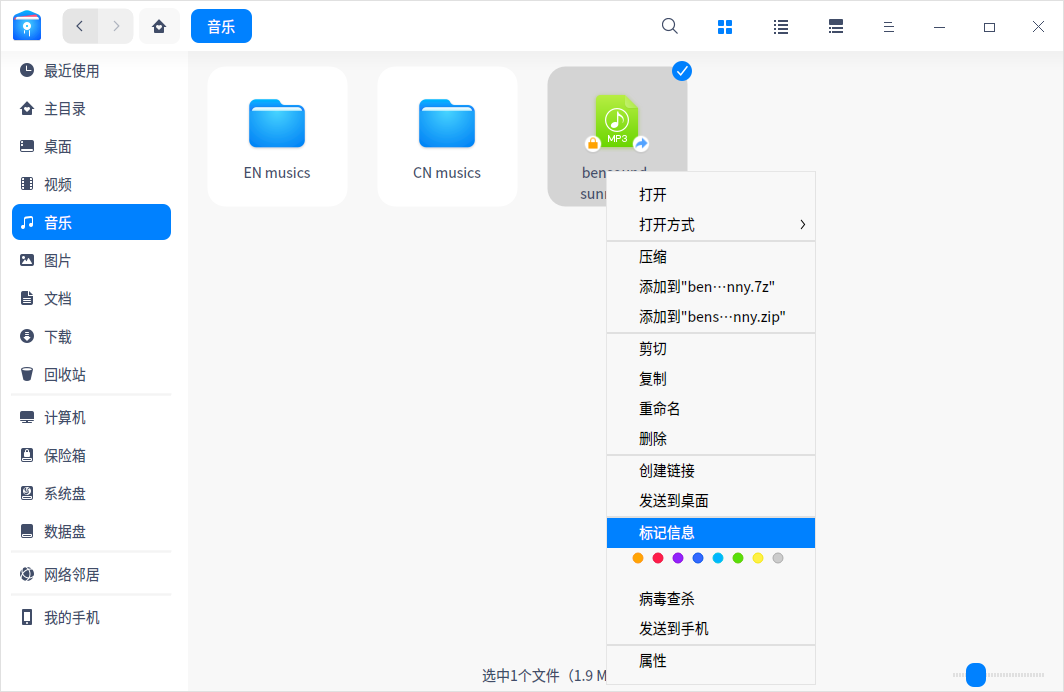 音乐
最近使用
主目录
桌面
视频
音乐
图片
文档
下载
回收站
计算机
保险箱
系统盘
数据盘
网络邻居
我的手机
EN musics
CN musics
MP3
打开
打开方式
压缩
添加到"ben⋯nny.7z"
添加到"bens⋯nny.zip"
剪切
复制
重命名
删除
创建链接
发送到桌面
标记信息
病毒查杀
发送到手机
属性
选中1个文件（1.9 M